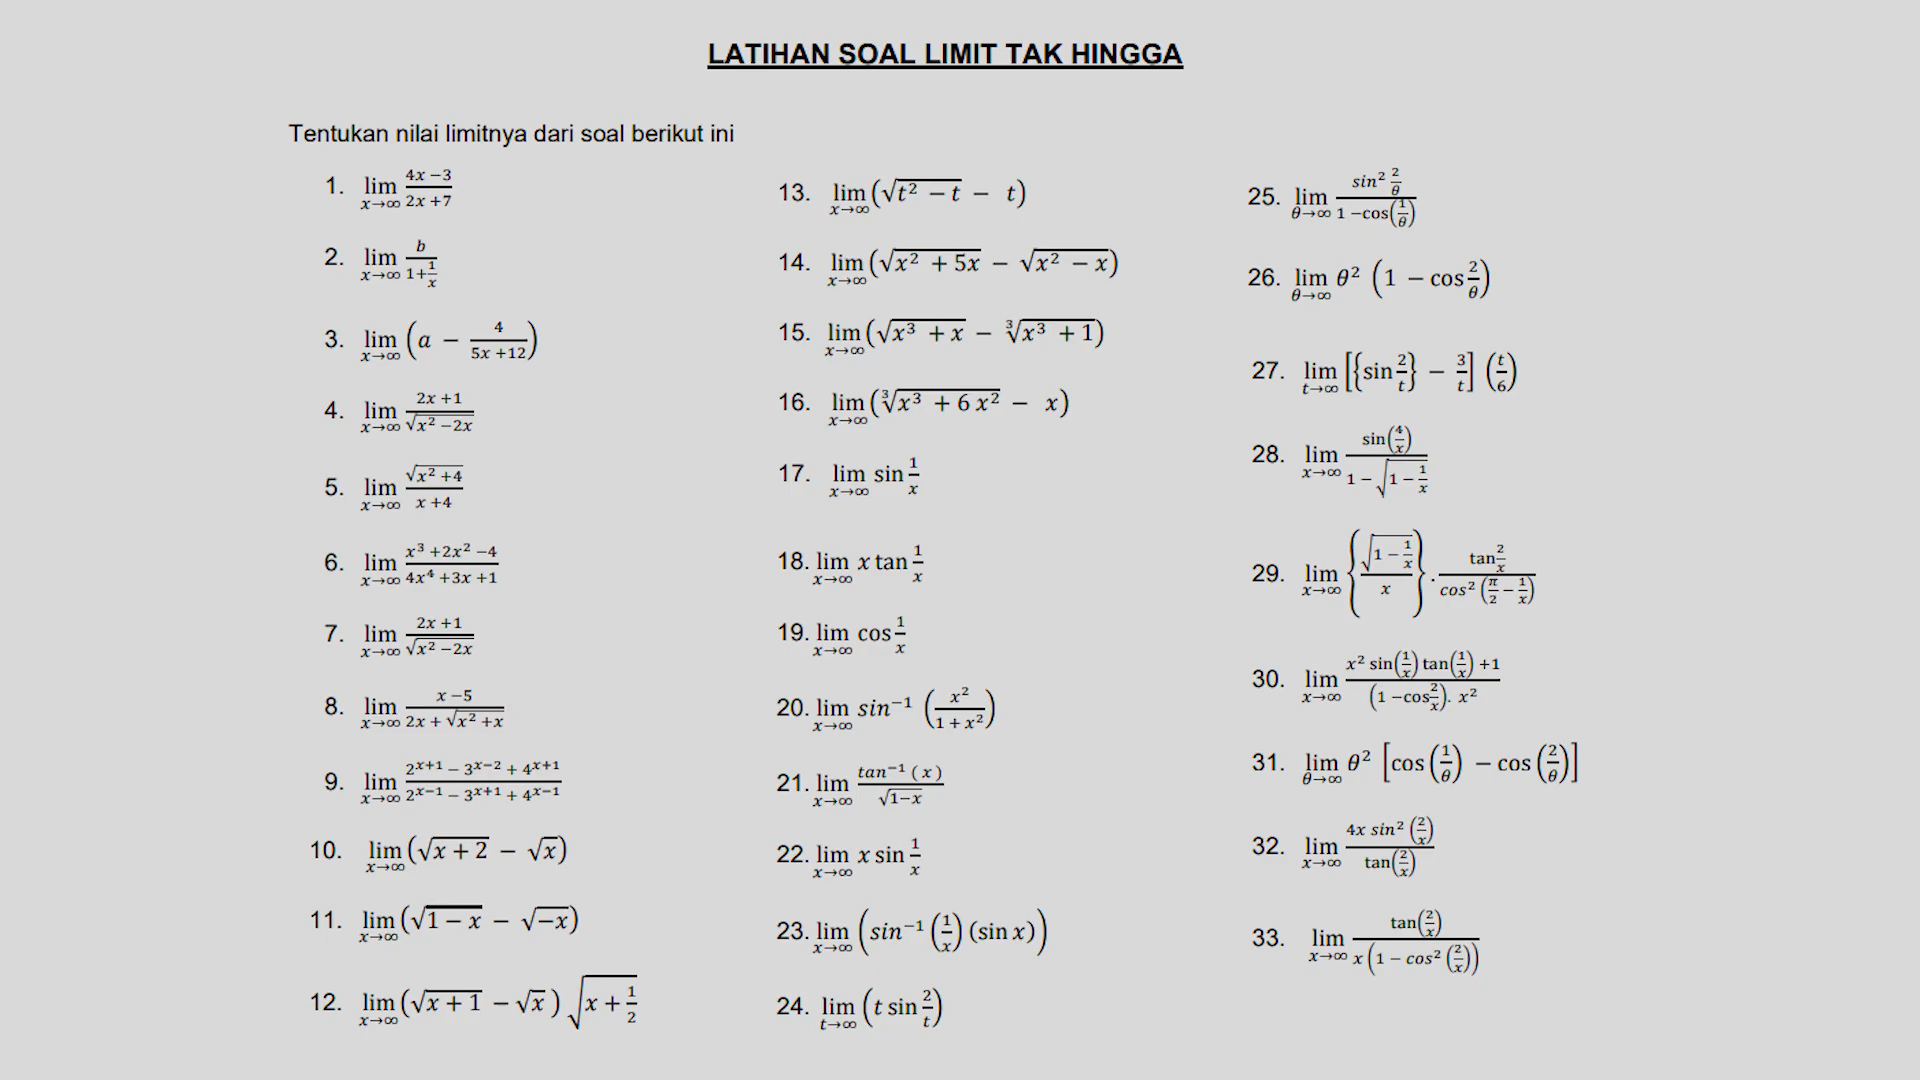 LATIHAN SOAL LIMIT TAK HINGGA
Tentukan nilai limitnya dari soal berikut ini
1. lim x→∞ (4x −3)/(2x +7)
2. lim x→∞ b/(1+1/x)
3. lim x→∞ (a − 4/(5x +12))
4. lim x→∞ (2x +1)/√(x² −2x)
5. lim x→∞ √(x² +4)/(x +4)
6. lim x→∞ (x³ +2x² −4)/(4x⁴ +3x +1)
7. lim x→∞ (2x +1)/√(x² −2x)
8. lim x→∞ (x −5)/(2x + √(x² +x))
9. lim x→∞ (2^(x+1) − 3^(x−2) + 4^(x+1))/(2^(x−1) − 3^(x+1) + 4^(x−1))
10. lim x→∞ (√(x + 2) − √x)
11. lim x→∞ (√(1 − x) − √(−x))
12. lim x→∞ (√(x + 1) − √x) √(x + 1/2)
13. lim x→∞ (√(t² − t) − t)
14. lim x→∞ (√(x² + 5x) − √(x² − x))
15. lim x→∞ (√(x³ + x) − ∛(x³ + 1))
16. lim x→∞ (∛(x³ + 6 x²) − x)
17. lim x→∞ sin 1/x
18. lim x→∞ x tan 1/x
19. lim x→∞ cos 1/x
20. lim x→∞ sin⁻¹ (x²/(1 + x²))
21. lim x→∞ tan⁻¹ (x)/√(1−x)
22. lim x→∞ x sin 1/x
23. lim x→∞ (sin⁻¹ (1/x) (sin x))
24. lim t→∞ (t sin 2/t)
25. lim θ→∞ (sin² 2/θ)/(1 −cos(1/θ))
26. lim θ→∞ θ² (1 − cos 2/θ)
27. lim t→∞ [{sin 2/t} − 3/t] (t/6)
28. lim x→∞ sin(4/x)/(1 − √(1 − 1/x))
29. lim x→∞ {√(1 − 1/x)/x} . (tan 2/x)/(cos² (π/2 − 1/x))
30. lim x→∞ (x² sin(1/x) tan(1/x) +1)/((1 −cos 2/x). x²)
31. lim θ→∞ θ² [cos (1/θ) − cos (2/θ)]
32. lim x→∞ (4x sin² (2/x))/(tan(2/x))
33. lim x→∞ tan(2/x)/(x (1 − cos² (2/x)))